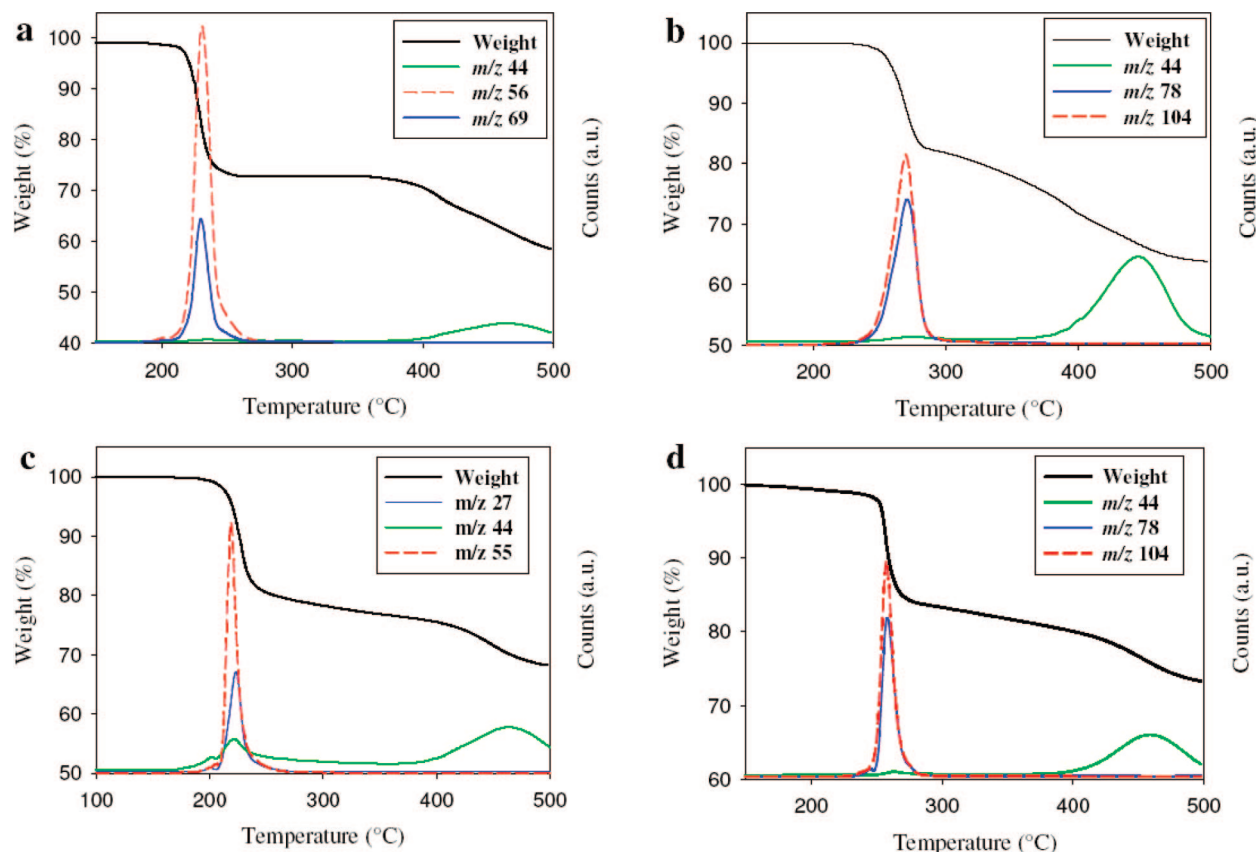 a
Weight
m/z 44
m/z 56
m/z 69
100
90
80
70
60
50
40
Weight (%)
Counts (a.u.)
200 300 400 500
Temperature (°C)
b
Weight
m/z 44
m/z 78
m/z 104
100
90
80
70
60
50
Weight (%)
Counts (a.u.)
200 300 400 500
Temperature (°C)
c
Weight
m/z 27
m/z 44
m/z 55
100
90
80
70
60
50
Weight (%)
Counts (a.u.)
100 200 300 400 500
Temperature (°C)
d
Weight
m/z 44
m/z 78
m/z 104
100
90
80
70
60
Weight (%)
Counts (a.u.)
200 300 400 500
Temperature (°C)